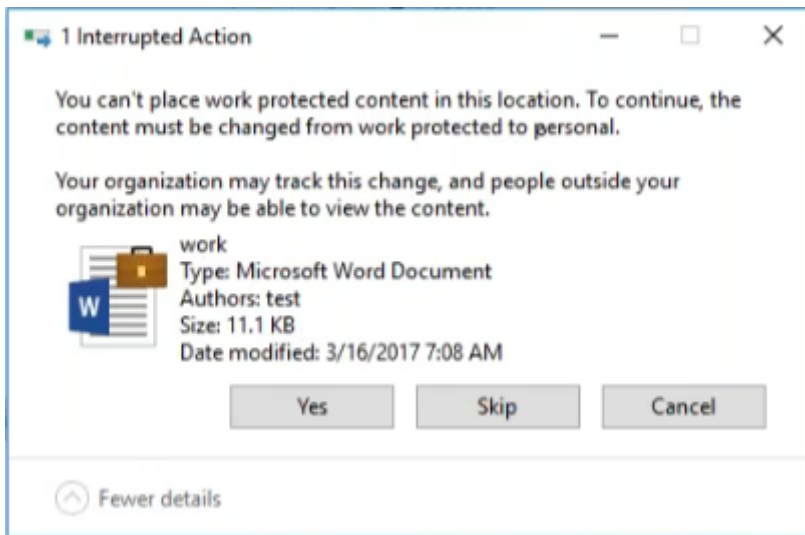 1 Interrupted Action
You can't place work protected content in this location. To continue, the
content must be changed from work protected to personal.
Your organization may track this change, and people outside your
organization may be able to view the content.
work
Type: Microsoft Word Document
Authors: test
Size: 11.1 KB
Date modified: 3/16/2017 7:08 AM
W
Yes
Skip
Cancel
Fewer details